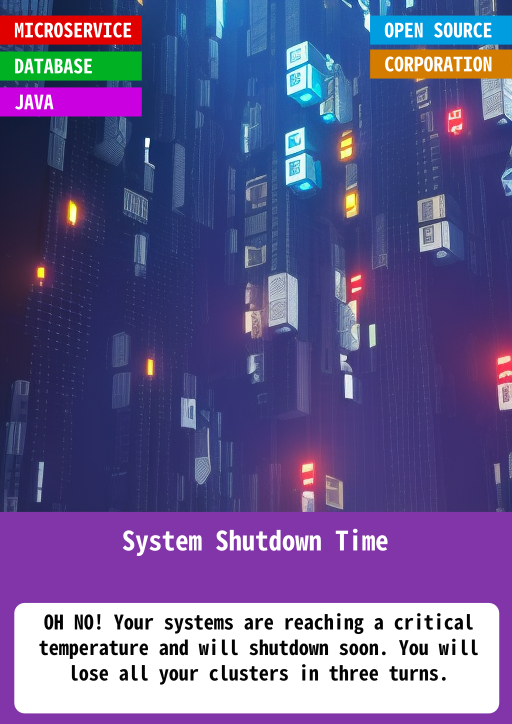 MICROSERVICE
OPEN SOURCE
DATABASE
CORPORATION
JAVA
System Shutdown Time
OH NO! Your systems are reaching a critical
temperature and will shutdown soon. You will
lose all your clusters in three turns.